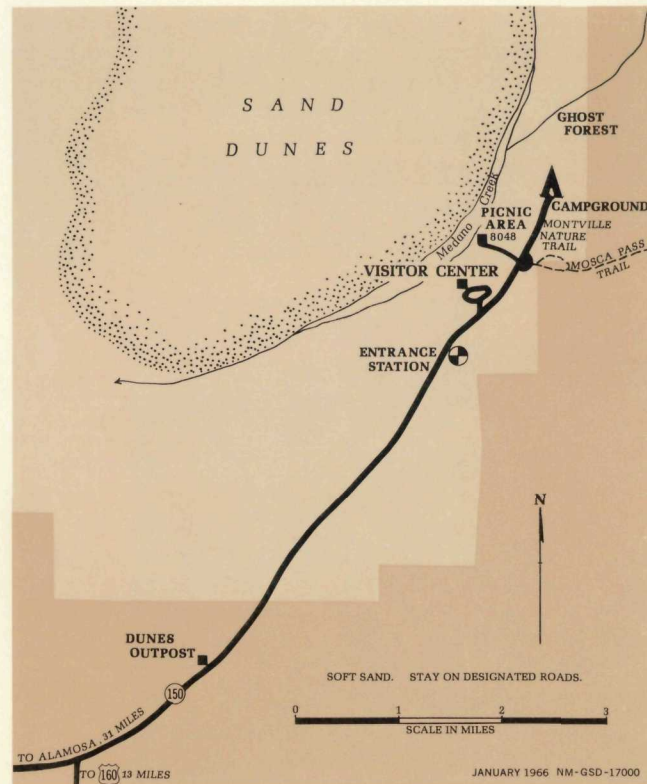 SAND
DUNES
GHOST
FOREST
Medano Creek
PICNIC
AREA
8048
CAMPGROUND
MONTVILLE
NATURE
TRAIL
MOSCA PASS
TRAIL
VISITOR CENTER
ENTRANCE
STATION
N
DUNES
OUTPOST
150
SOFT SAND. STAY ON DESIGNATED ROADS.
0 1 2 3
SCALE IN MILES
TO ALAMOSA, 31 MILES
TO 160 13 MILES
JANUARY 1966 NM-GSD-17000